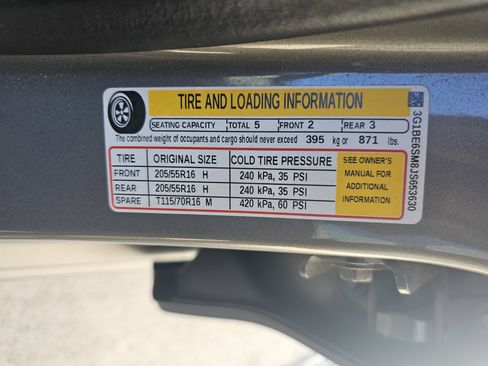 TIRE AND LOADING INFORMATION
SEATING CAPACITY TOTAL 5 FRONT 2 REAR 3
The combined weight of occupants and cargo should never exceed 395 kg or 871 lbs.
TIRE ORIGINAL SIZE COLD TIRE PRESSURE
FRONT 205/55R16 H 240 kPa, 35 PSI
REAR 205/55R16 H 240 kPa, 35 PSI
SPARE T115/70R16 M 420 kPa, 60 PSI
SEE OWNER'S
MANUAL FOR
ADDITIONAL
INFORMATION
3G1BE6SM8JS653630